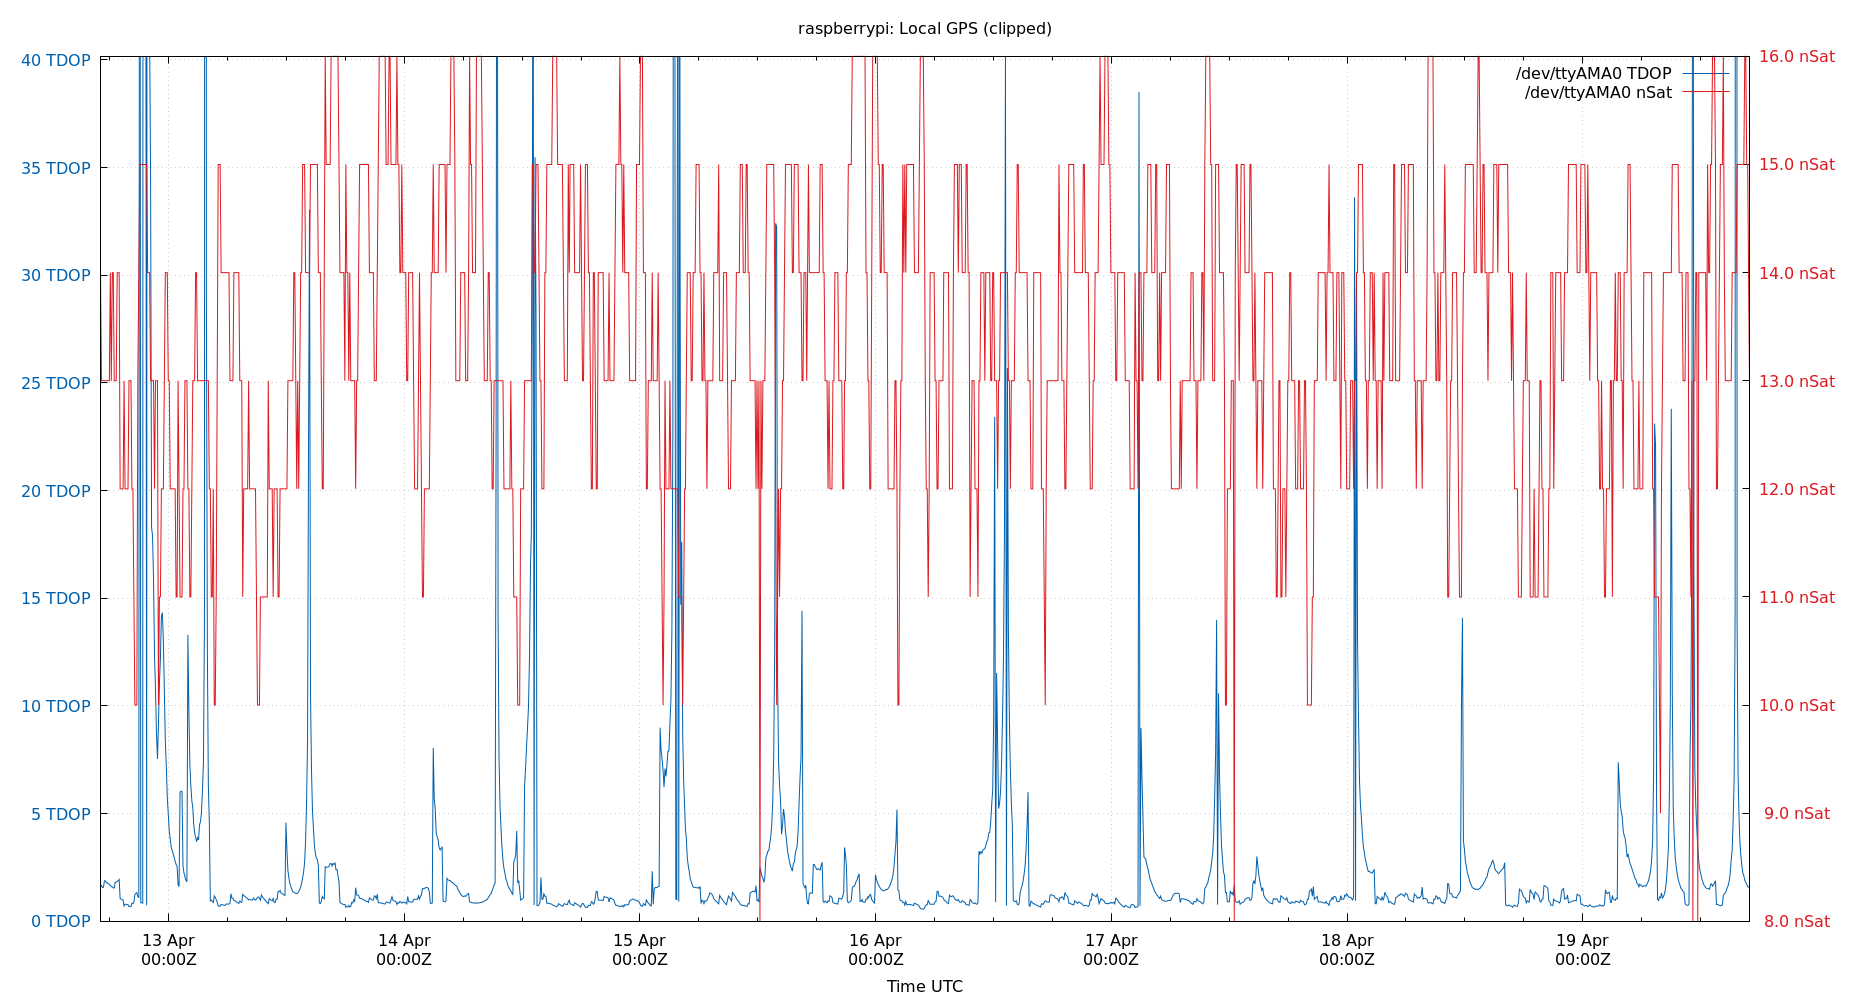 raspberrypi: Local GPS (clipped)
40 TDOP
35 TDOP
30 TDOP
25 TDOP
20 TDOP
15 TDOP
10 TDOP
5 TDOP
0 TDOP
16.0 nSat
15.0 nSat
14.0 nSat
13.0 nSat
12.0 nSat
11.0 nSat
10.0 nSat
9.0 nSat
8.0 nSat
/dev/ttyAMA0 TDOP
/dev/ttyAMA0 nSat
13 Apr
00:00Z
14 Apr
00:00Z
15 Apr
00:00Z
16 Apr
00:00Z
17 Apr
00:00Z
18 Apr
00:00Z
19 Apr
00:00Z
Time UTC